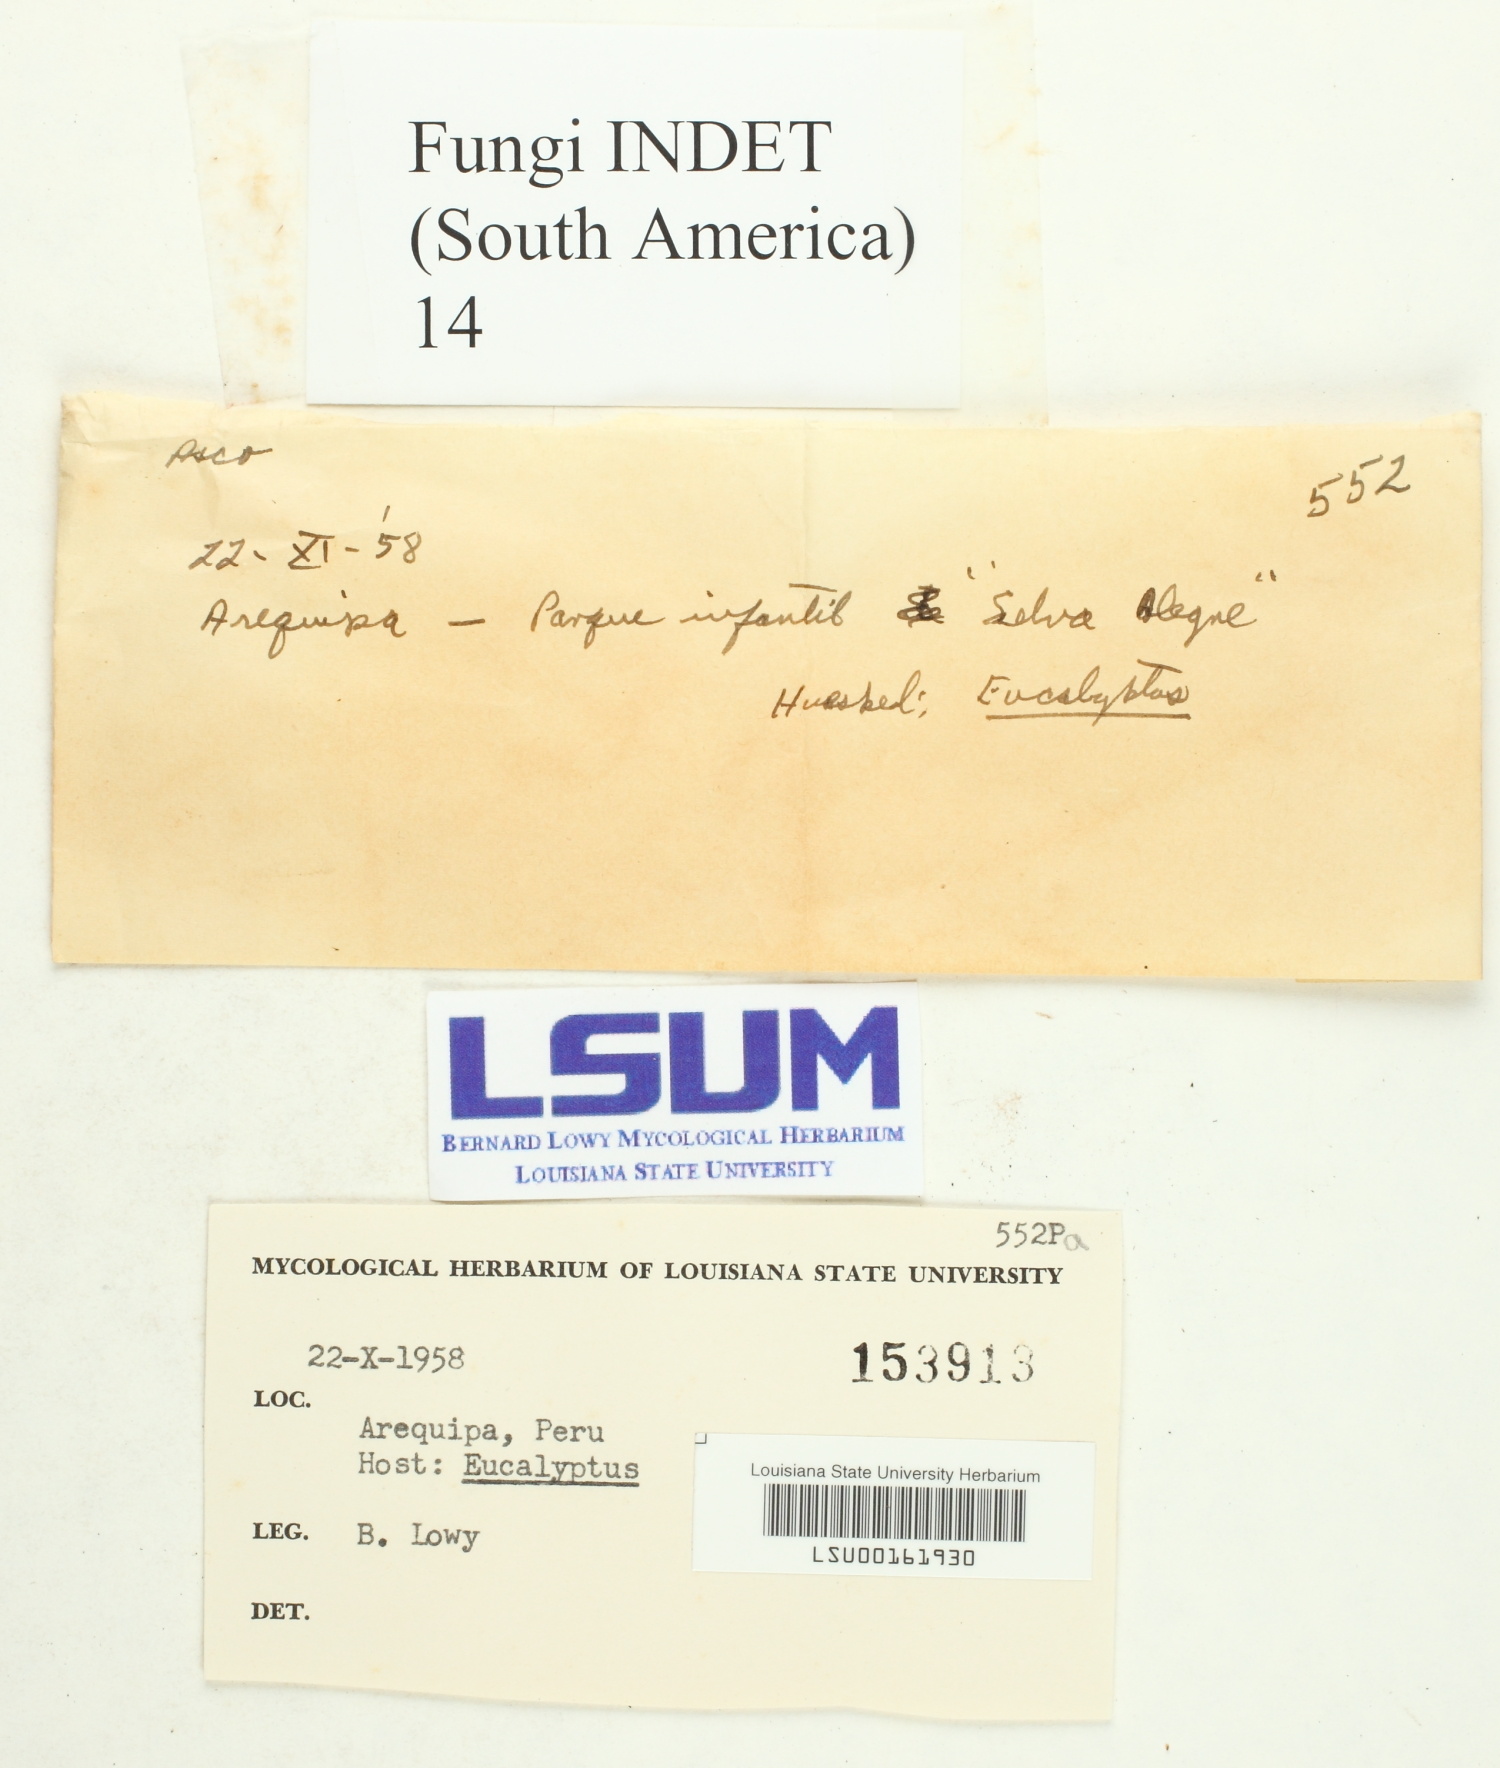 Fungi INDET
(South America)
14
Asco
552
22-XI-'58
Arequipa — Parque infantil "Selva Alegre"
Huesped: Eucalyptus
LSUM
BERNARD LOWY MYCOLOGICAL HERBARIUM
LOUISIANA STATE UNIVERSITY
552Pa
MYCOLOGICAL HERBARIUM OF LOUISIANA STATE UNIVERSITY
22-X-1958
153913
LOC.
Arequipa, Peru
Host: Eucalyptus
Louisiana State University Herbarium
LSU00161930
LEG. B. Lowy
DET.